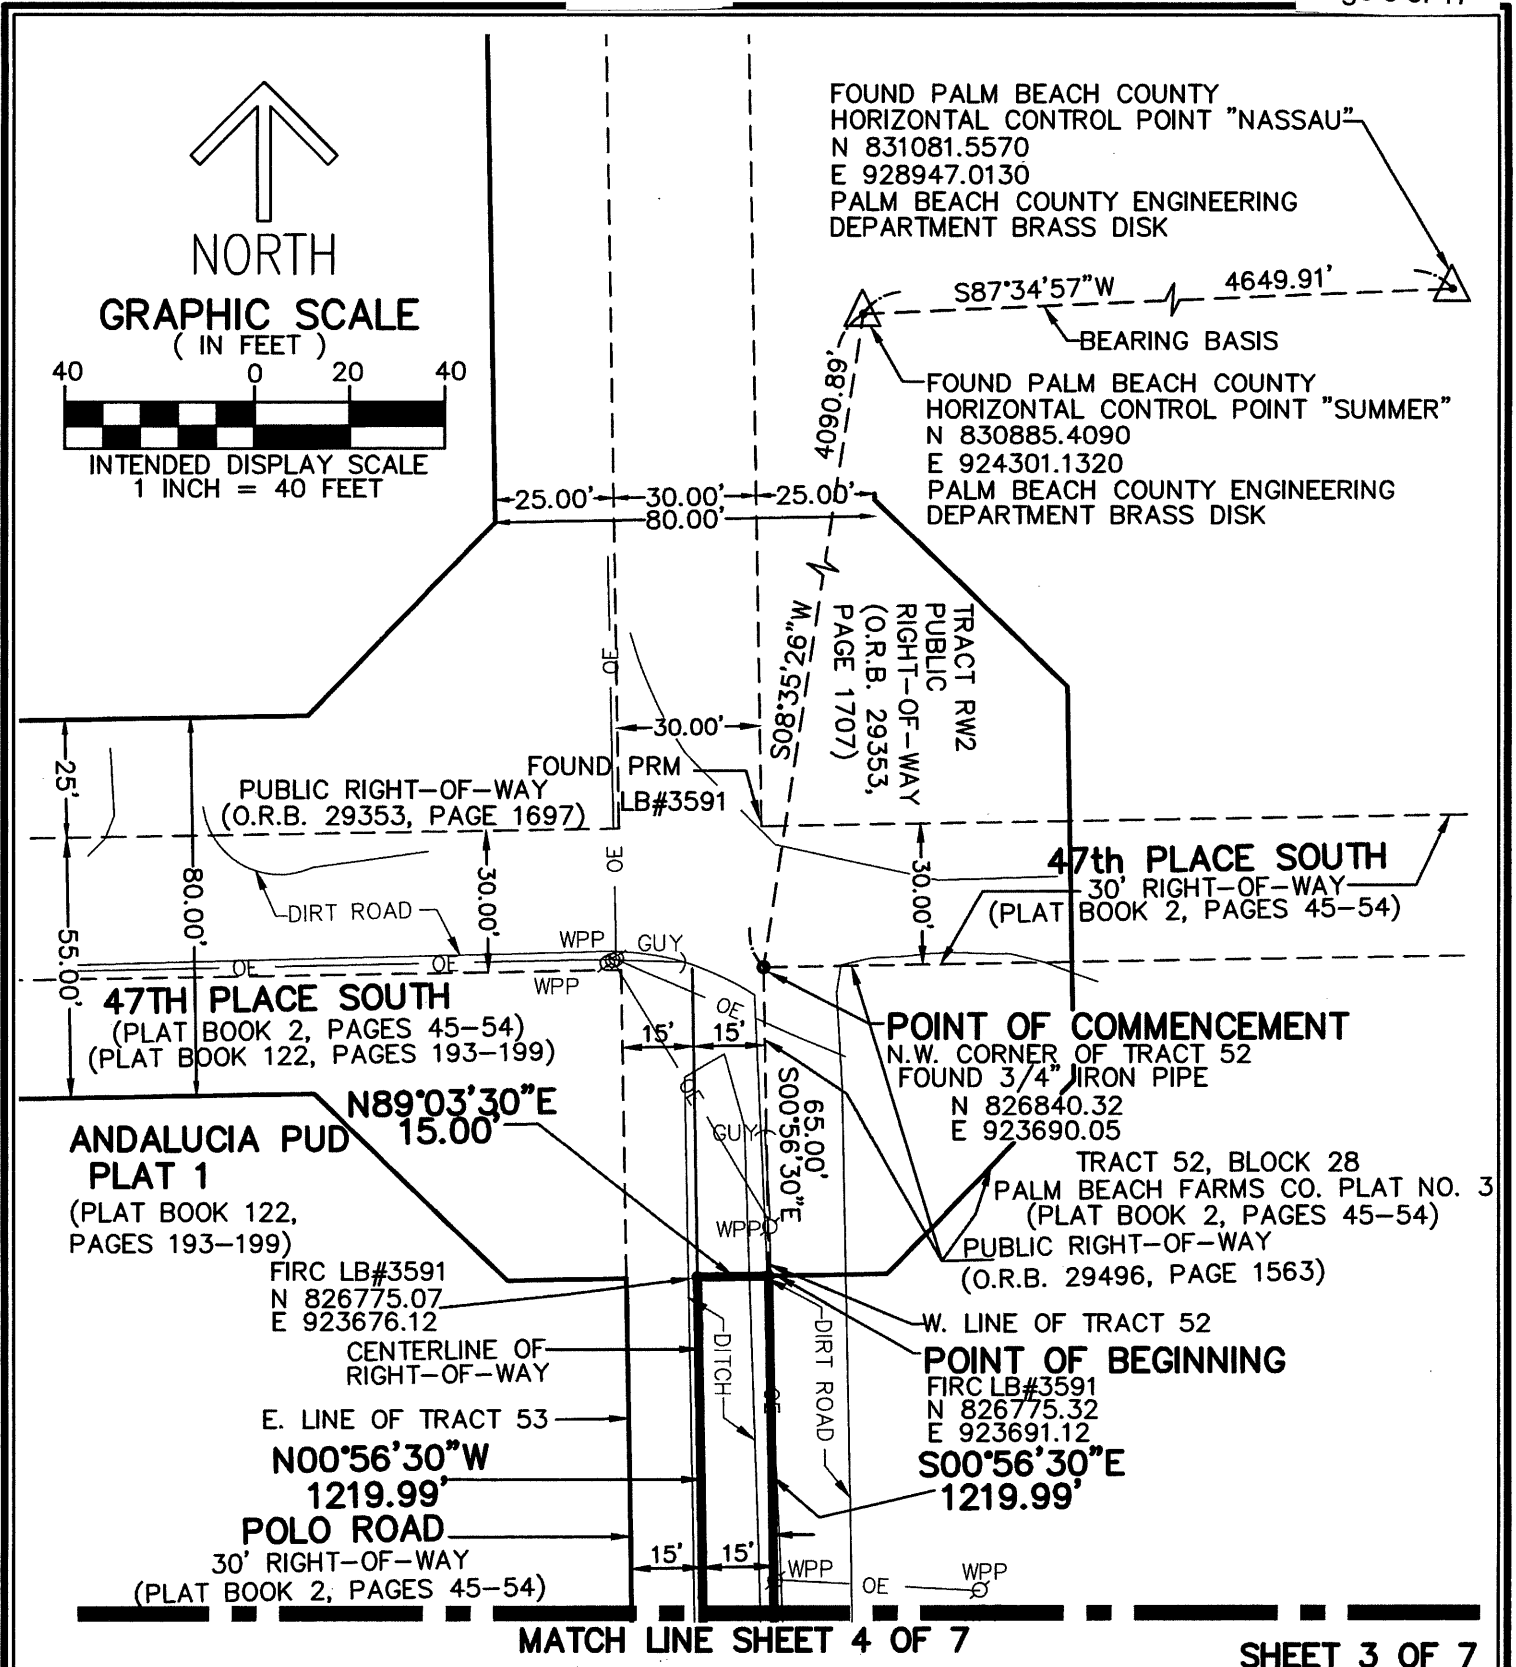 NORTH
GRAPHIC SCALE
( IN FEET )
40 0 20 40
INTENDED DISPLAY SCALE
1 INCH = 40 FEET
FOUND PALM BEACH COUNTY
HORIZONTAL CONTROL POINT "NASSAU"
N 831081.5570
E 928947.0130
PALM BEACH COUNTY ENGINEERING
DEPARTMENT BRASS DISK
S87°34'57"W 4649.91'
BEARING BASIS
FOUND PALM BEACH COUNTY
HORIZONTAL CONTROL POINT "SUMMER"
N 830885.4090
E 924301.1320
PALM BEACH COUNTY ENGINEERING
DEPARTMENT BRASS DISK
4090.89'
S08°35'26"W
25.00' 30.00' 25.00'
80.00'
TRACT RW2
PUBLIC
RIGHT-OF-WAY
(O.R.B. 29353,
PAGE 1707)
OE
30.00'
FOUND PRM
LB#3591
PUBLIC RIGHT-OF-WAY
(O.R.B. 29353, PAGE 1697)
25'
55.00'
80.00'
30.00'
OE
30.00'
47th PLACE SOUTH
30' RIGHT-OF-WAY
(PLAT BOOK 2, PAGES 45-54)
DIRT ROAD
WPP
GUY
OE OE
WPP
OE
47TH PLACE SOUTH
(PLAT BOOK 2, PAGES 45-54)
(PLAT BOOK 122, PAGES 193-199)
15' 15'
POINT OF COMMENCEMENT
N.W. CORNER OF TRACT 52
FOUND 3/4" IRON PIPE
N 826840.32
E 923690.05
N89°03'30"E
15.00'
OE
GUY
65.00'
S00°56'30"E
WPP
ANDALUCIA PUD
PLAT 1
(PLAT BOOK 122,
PAGES 193-199)
TRACT 52, BLOCK 28
PALM BEACH FARMS CO. PLAT NO. 3
(PLAT BOOK 2, PAGES 45-54)
PUBLIC RIGHT-OF-WAY
(O.R.B. 29496, PAGE 1563)
FIRC LB#3591
N 826775.07
E 923676.12
CENTERLINE OF
RIGHT-OF-WAY
E. LINE OF TRACT 53
N00°56'30"W
1219.99'
POLO ROAD
30' RIGHT-OF-WAY
(PLAT BOOK 2, PAGES 45-54)
DITCH
OE
DIRT ROAD
W. LINE OF TRACT 52
POINT OF BEGINNING
FIRC LB#3591
N 826775.32
E 923691.12
S00°56'30"E
1219.99'
15' 15'
WPP
OE
WPP
MATCH LINE SHEET 4 OF 7
SHEET 3 OF 7